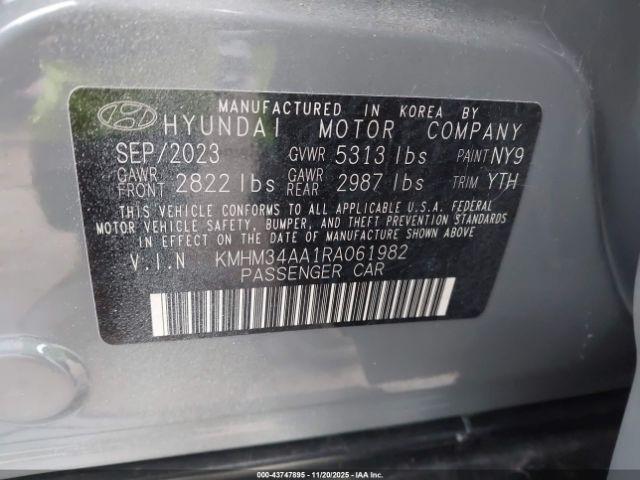 MANUFACTURED IN KOREA BY
HYUNDAI MOTOR COMPANY
SEP/2023 GVWR 5313 lbs PAINT NY9
GAWR FRONT 2822 lbs GAWR REAR 2987 lbs TRIM YTH
THIS VEHICLE CONFORMS TO ALL APPLICABLE U.S.A. FEDERAL
MOTOR VEHICLE SAFETY, BUMPER, AND THEFT PREVENTION STANDARDS
IN EFFECT ON THE DATE OF MANUFACTURE SHOWN ABOVE
V.I.N KMHM34AA1RA061982
PASSENGER CAR
00-43747895 - 11/20/2025 - IAA Inc.